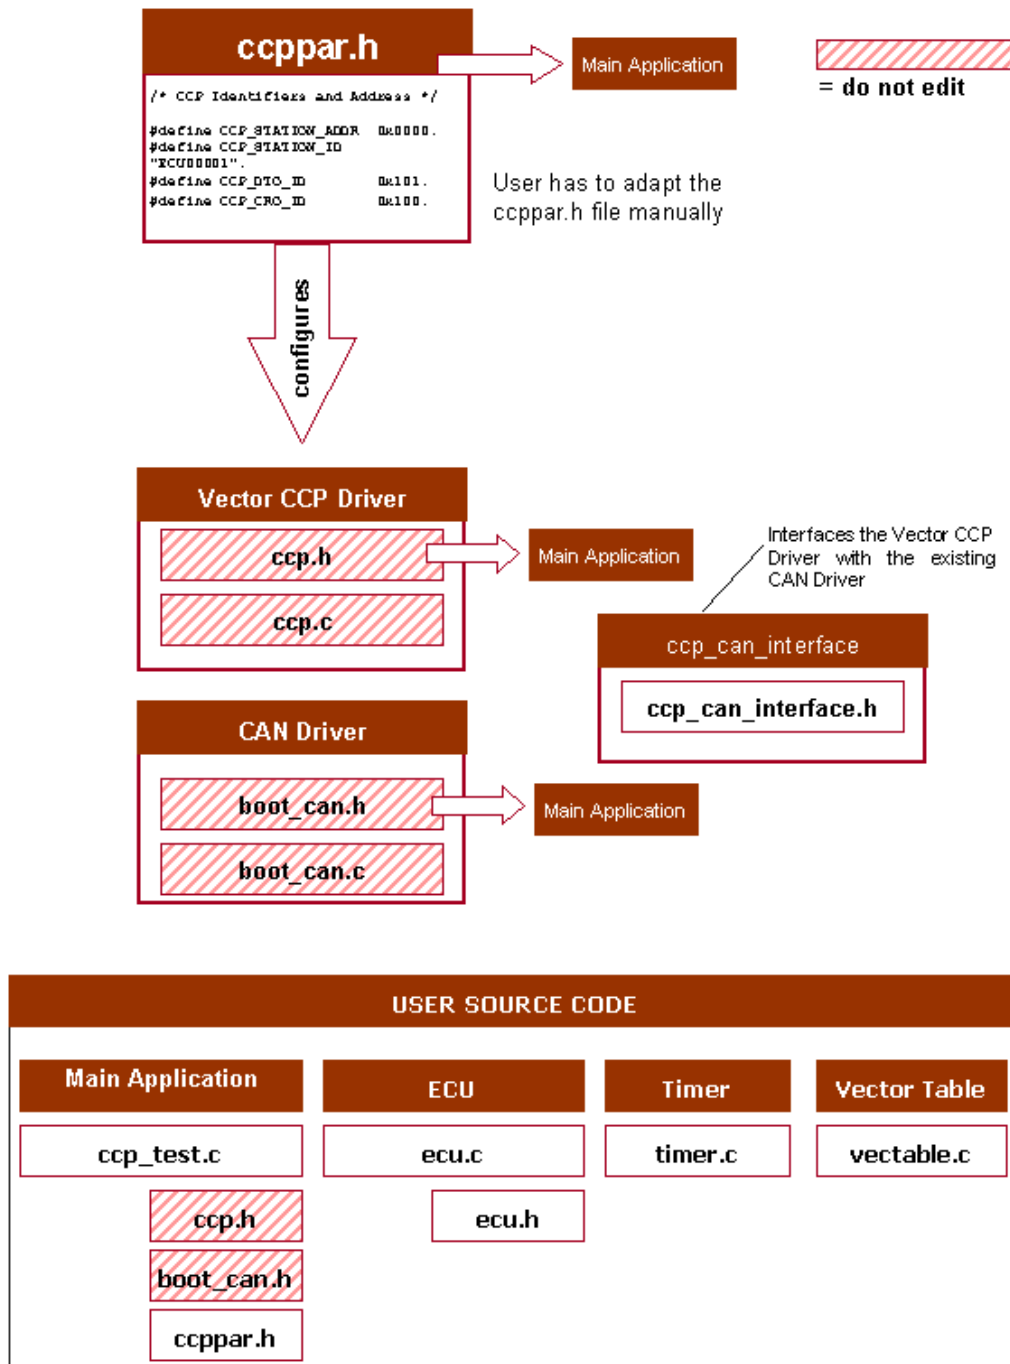 ccppar.h
Main Application
= do not edit
/* CCP Identifiers and Address */
#define CCP_STATION_ADDR 0x0000.
#define CCP_STATION_ID
"ECU00001".
#define CCP_DTO_ID 0x101.
#define CCP_CRO_ID 0x100.
User has to adapt the
ccppar.h file manually
configures
Vector CCP Driver
ccp.h
Main Application
ccp.c
Interfaces the Vector CCP
Driver with the existing
CAN Driver
ccp_can_interface
ccp_can_interface.h
CAN Driver
boot_can.h
Main Application
boot_can.c
USER SOURCE CODE
Main Application
ECU
Timer
Vector Table
ccp_test.c
ecu.c
timer.c
vectable.c
ccp.h
ecu.h
boot_can.h
ccppar.h